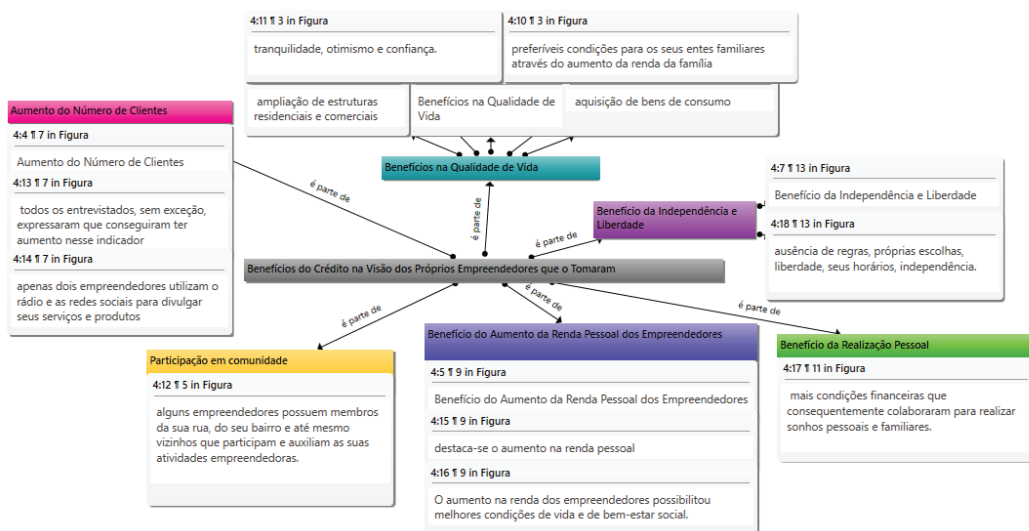 4:11 ¶ 3 in Figura
tranquilidade, otimismo e confiança.
4:10 ¶ 3 in Figura
preferíveis condições para os seus entes familiares
através do aumento da renda da família
ampliação de estruturas
residenciais e comerciais
Benefícios na Qualidade de
Vida
aquisição de bens de consumo
Aumento do Número de Clientes
4:4 ¶ 7 in Figura
Aumento do Número de Clientes
4:13 ¶ 7 in Figura
todos os entrevistados, sem exceção,
expressaram que conseguiram ter
aumento nesse indicador
4:14 ¶ 7 in Figura
apenas dois empreendedores utilizam o
rádio e as redes sociais para divulgar
seus serviços e produtos
Benefícios na Qualidade de Vida
é parte de
é parte de
Benefício da Independência e
Liberdade
4:7 ¶ 13 in Figura
Benefício da Independência e Liberdade
4:18 ¶ 13 in Figura
ausência de regras, próprias escolhas,
liberdade, seus horários, independência.
é parte de
Benefícios do Crédito na Visão dos Próprios Empreendedores que o Tomaram
é parte de
é parte de
é parte de
Participação em comunidade
4:12 ¶ 5 in Figura
alguns empreendedores possuem membros
da sua rua, do seu bairro e até mesmo
vizinhos que participam e auxiliam as suas
atividades empreendedoras.
Benefício do Aumento da Renda Pessoal dos Empreendedores
4:5 ¶ 9 in Figura
Benefício do Aumento da Renda Pessoal dos Empreendedores
4:15 ¶ 9 in Figura
destaca-se o aumento na renda pessoal
4:16 ¶ 9 in Figura
O aumento na renda dos empreendedores possibilitou
melhores condições de vida e de bem-estar social.
Benefício da Realização Pessoal
4:17 ¶ 11 in Figura
mais condições financeiras que
consequentemente colaboraram para realizar
sonhos pessoais e familiares.